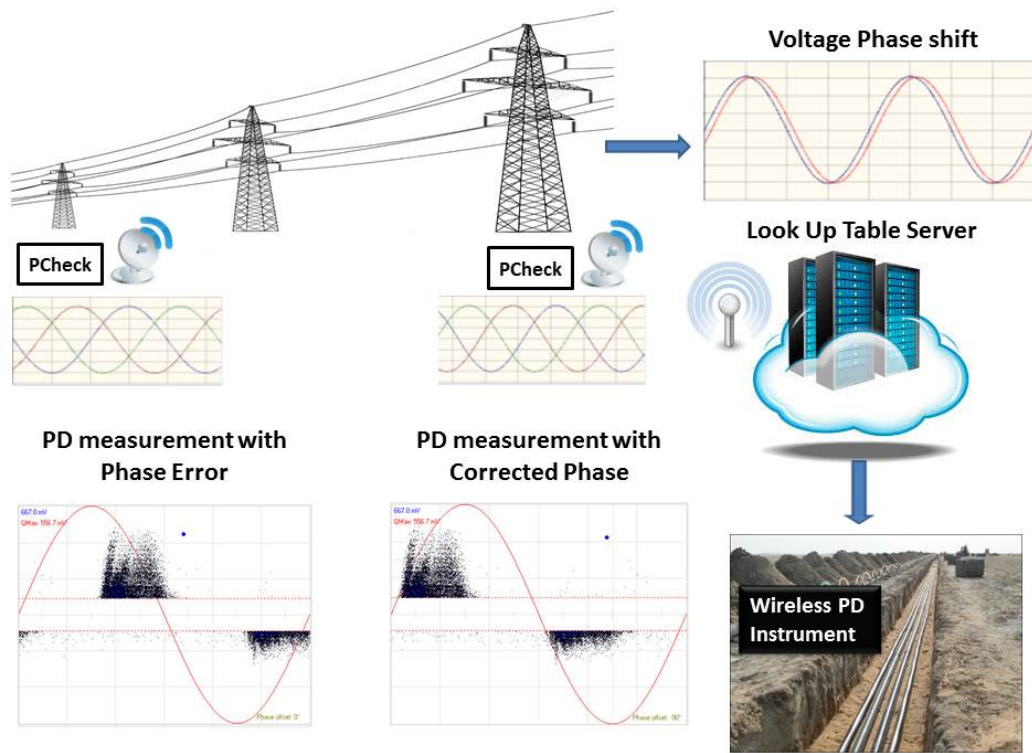 Voltage Phase shift
PCheck
PCheck
Look Up Table Server
PD measurement with
Phase Error
PD measurement with
Corrected Phase
667.0 mV
QMax: 556.7 mV
Phase offset: 0°
667.0 mV
QMax: 556.7 mV
Phase offset: -90°
Wireless PD
Instrument